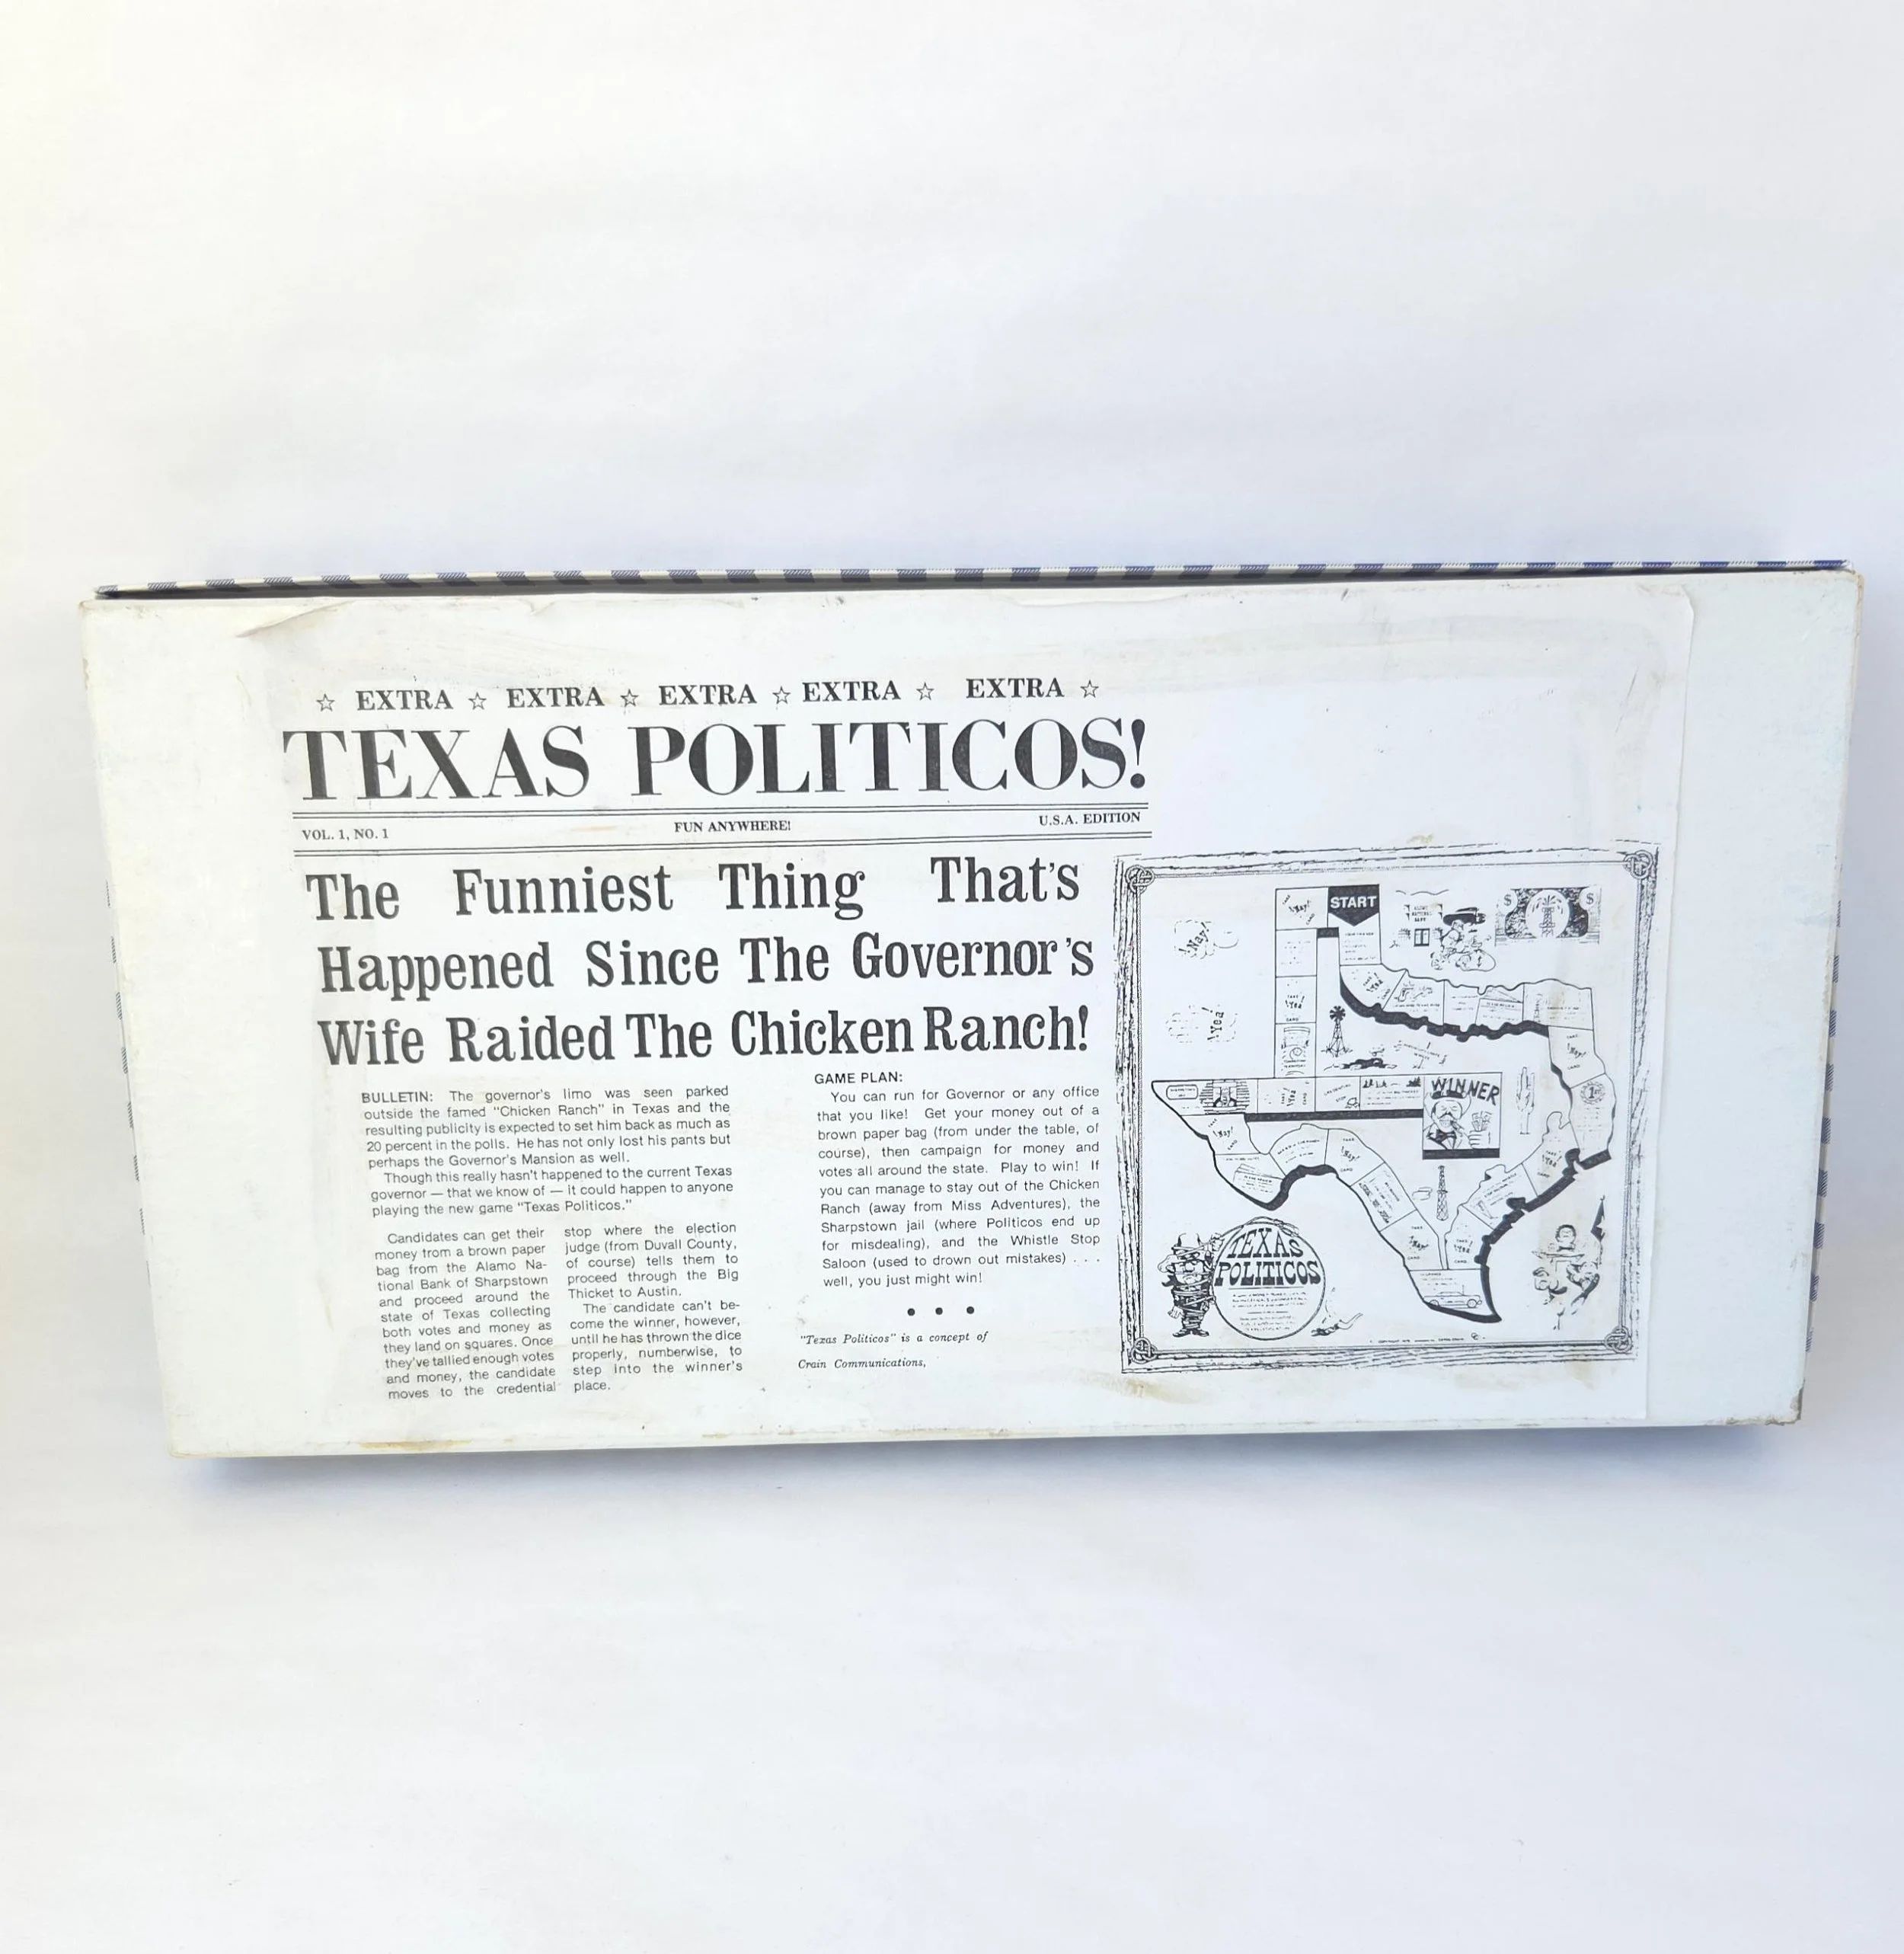 ☆ EXTRA ☆ EXTRA ☆ EXTRA ☆ EXTRA ☆ EXTRA ☆
TEXAS POLITICOS!
VOL. 1, NO. 1 FUN ANYWHERE! U.S.A. EDITION
The Funniest Thing That's
Happened Since The Governor's
Wife Raided The Chicken Ranch!
BULLETIN: The governor's limo was seen parked
outside the famed "Chicken Ranch" in Texas and the
resulting publicity is expected to set him back as much as
20 percent in the polls. He has not only lost his pants but
perhaps the Governor's Mansion as well.
Though this really hasn't happened to the current Texas
governor — that we know of — it could happen to anyone
playing the new game "Texas Politicos."
Candidates can get their
money from a brown paper
bag from the Alamo Na-
tional Bank of Sharpstown
and proceed around the
state of Texas collecting
both votes and money as
they land on squares. Once
they've tallied enough votes
and money, the candidate
moves to the credential
stop where the election
judge (from Duvall County,
of course) tells them to
proceed through the Big
Thicket to Austin.
The candidate can't be-
come the winner, however,
until he has thrown the dice
properly, numberwise, to
step into the winner's
place.
GAME PLAN:
You can run for Governor or any office
that you like! Get your money out of a
brown paper bag (from under the table, of
course), then campaign for money and
votes all around the state. Play to win! If
you can manage to stay out of the Chicken
Ranch (away from Miss Adventures), the
Sharpstown jail (where Politicos end up
for misdealing), and the Whistle Stop
Saloon (used to drown out mistakes) . . .
well, you just might win!
• • •
"Texas Politicos" is a concept of
Crain Communications,
START
Nay!
Yea!
WINNER
TEXAS
POLITICOS